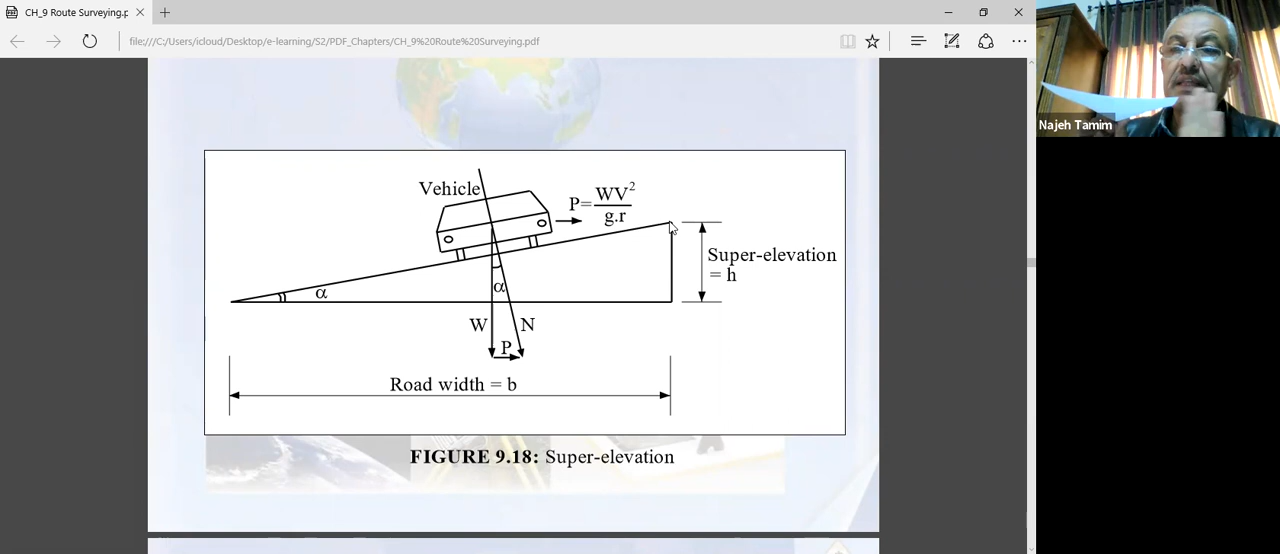 CH_9 Route Surveying.p
file:///C:/Users/icloud/Desktop/e-learning/S2/PDF_Chapters/CH_9%20Route%20Surveying.pdf
Najeh Tamim
Vehicle
P=WV²/g.r
Super-elevation
= h
α
α
W
N
P
Road width = b
FIGURE 9.18: Super-elevation